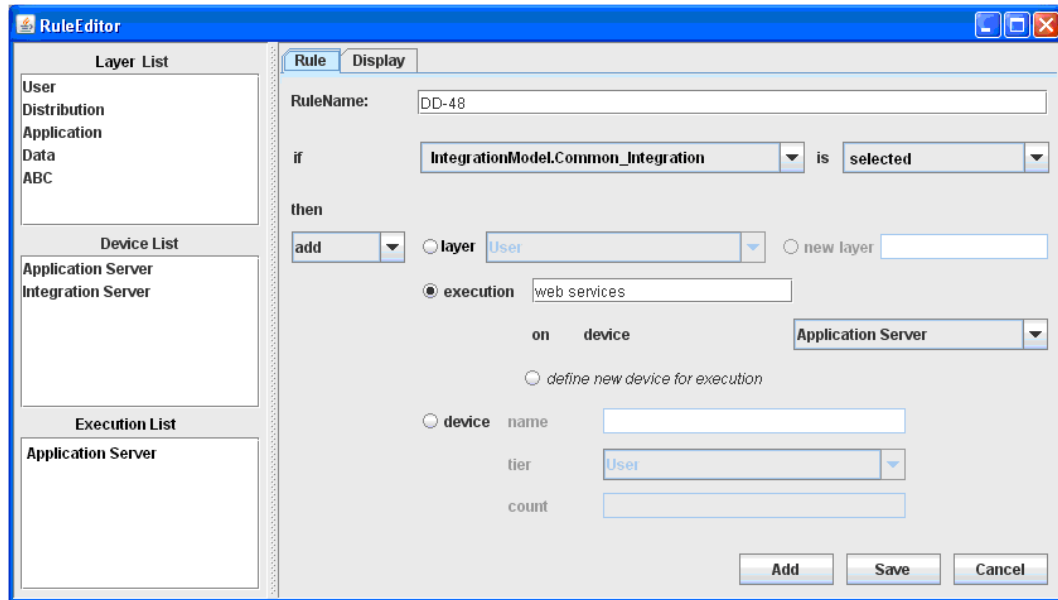 RuleEditor
Layer List
User
Distribution
Application
Data
ABC
Device List
Application Server
Integration Server
Execution List
Application Server
Rule Display
RuleName: DD-48
if IntegrationModel.Common_Integration is selected
then
add layer User new layer
execution web services
on device Application Server
define new device for execution
device name
tier User
count
Add Save Cancel